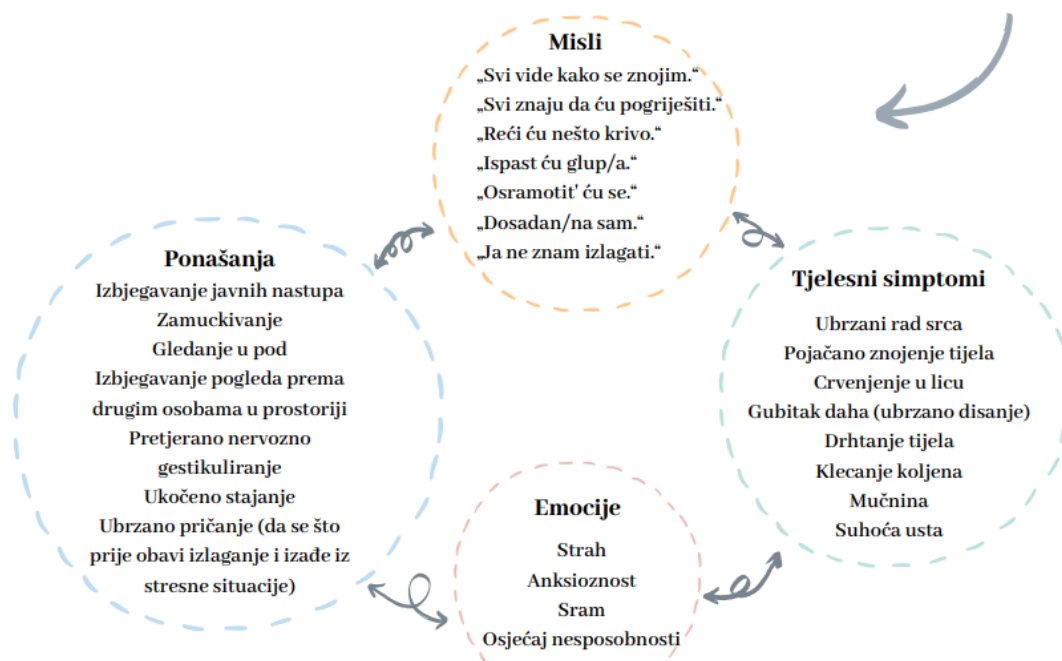 Misli
„Svi vide kako se znojim.“
„Svi znaju da ću pogriješiti.“
„Reći ću nešto krivo.“
„Ispast ću glup/a.“
„Osramotit' ću se.“
„Dosadan/na sam.“
„Ja ne znam izlagati.“
Ponašanja
Izbjegavanje javnih nastupa
Zamuckivanje
Gledanje u pod
Izbjegavanje pogleda prema
drugim osobama u prostoriji
Pretjerano nervozno
gestikuliranje
Ukočeno stajanje
Ubrzano pričanje (da se što
prije obavi izlaganje i izađe iz
stresne situacije)
Tjelesni simptomi
Ubrzani rad srca
Pojačano znojenje tijela
Crvenjenje u licu
Gubitak daha (ubrzano disanje)
Drhtanje tijela
Klecanje koljena
Mučnina
Suhoća usta
Emocije
Strah
Anksioznost
Sram
Osjećaj nesposobnosti